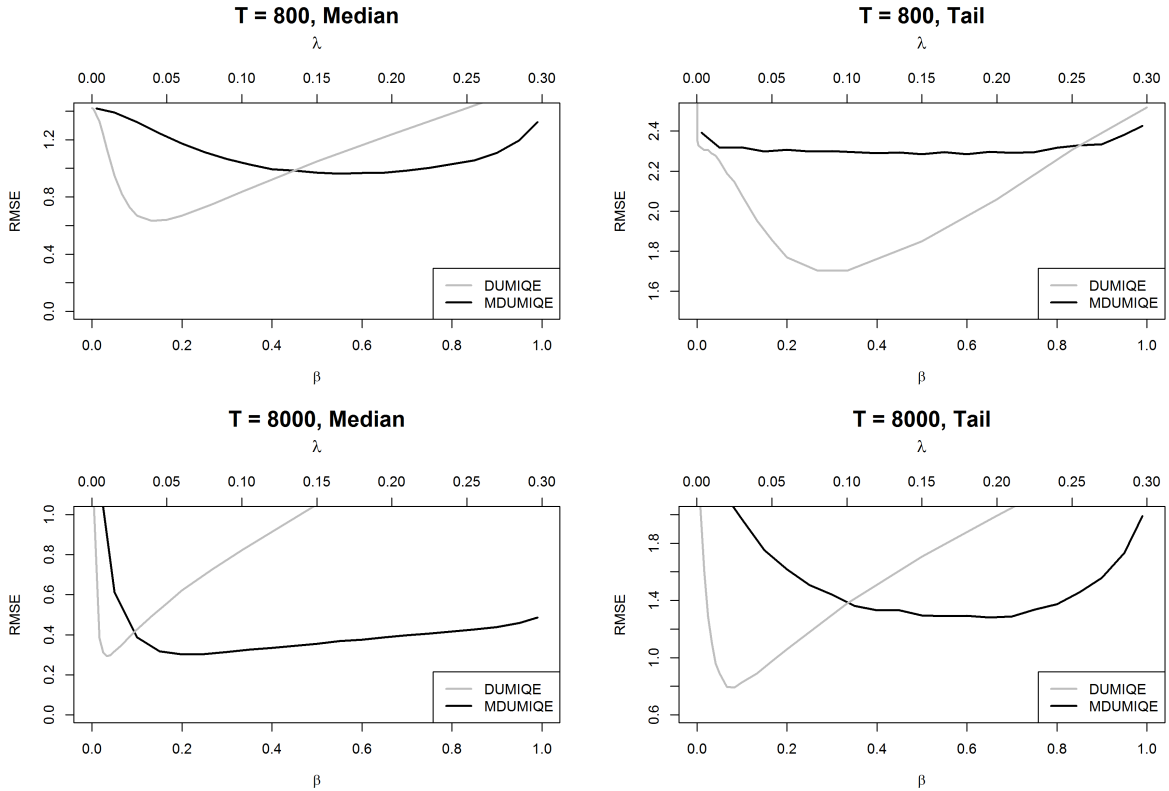 T = 800, Median
λ
0.00 0.05 0.10 0.15 0.20 0.25 0.30
RMSE
0.0 0.4 0.8 1.2
DUMIQE
MDUMIQE
0.0 0.2 0.4 0.6 0.8 1.0
β
T = 800, Tail
λ
0.00 0.05 0.10 0.15 0.20 0.25 0.30
RMSE
1.6 1.8 2.0 2.2 2.4
DUMIQE
MDUMIQE
0.0 0.2 0.4 0.6 0.8 1.0
β
T = 8000, Median
λ
0.00 0.05 0.10 0.15 0.20 0.25 0.30
RMSE
0.0 0.2 0.4 0.6 0.8 1.0
DUMIQE
MDUMIQE
0.0 0.2 0.4 0.6 0.8 1.0
β
T = 8000, Tail
λ
0.00 0.05 0.10 0.15 0.20 0.25 0.30
RMSE
0.6 1.0 1.4 1.8
DUMIQE
MDUMIQE
0.0 0.2 0.4 0.6 0.8 1.0
β